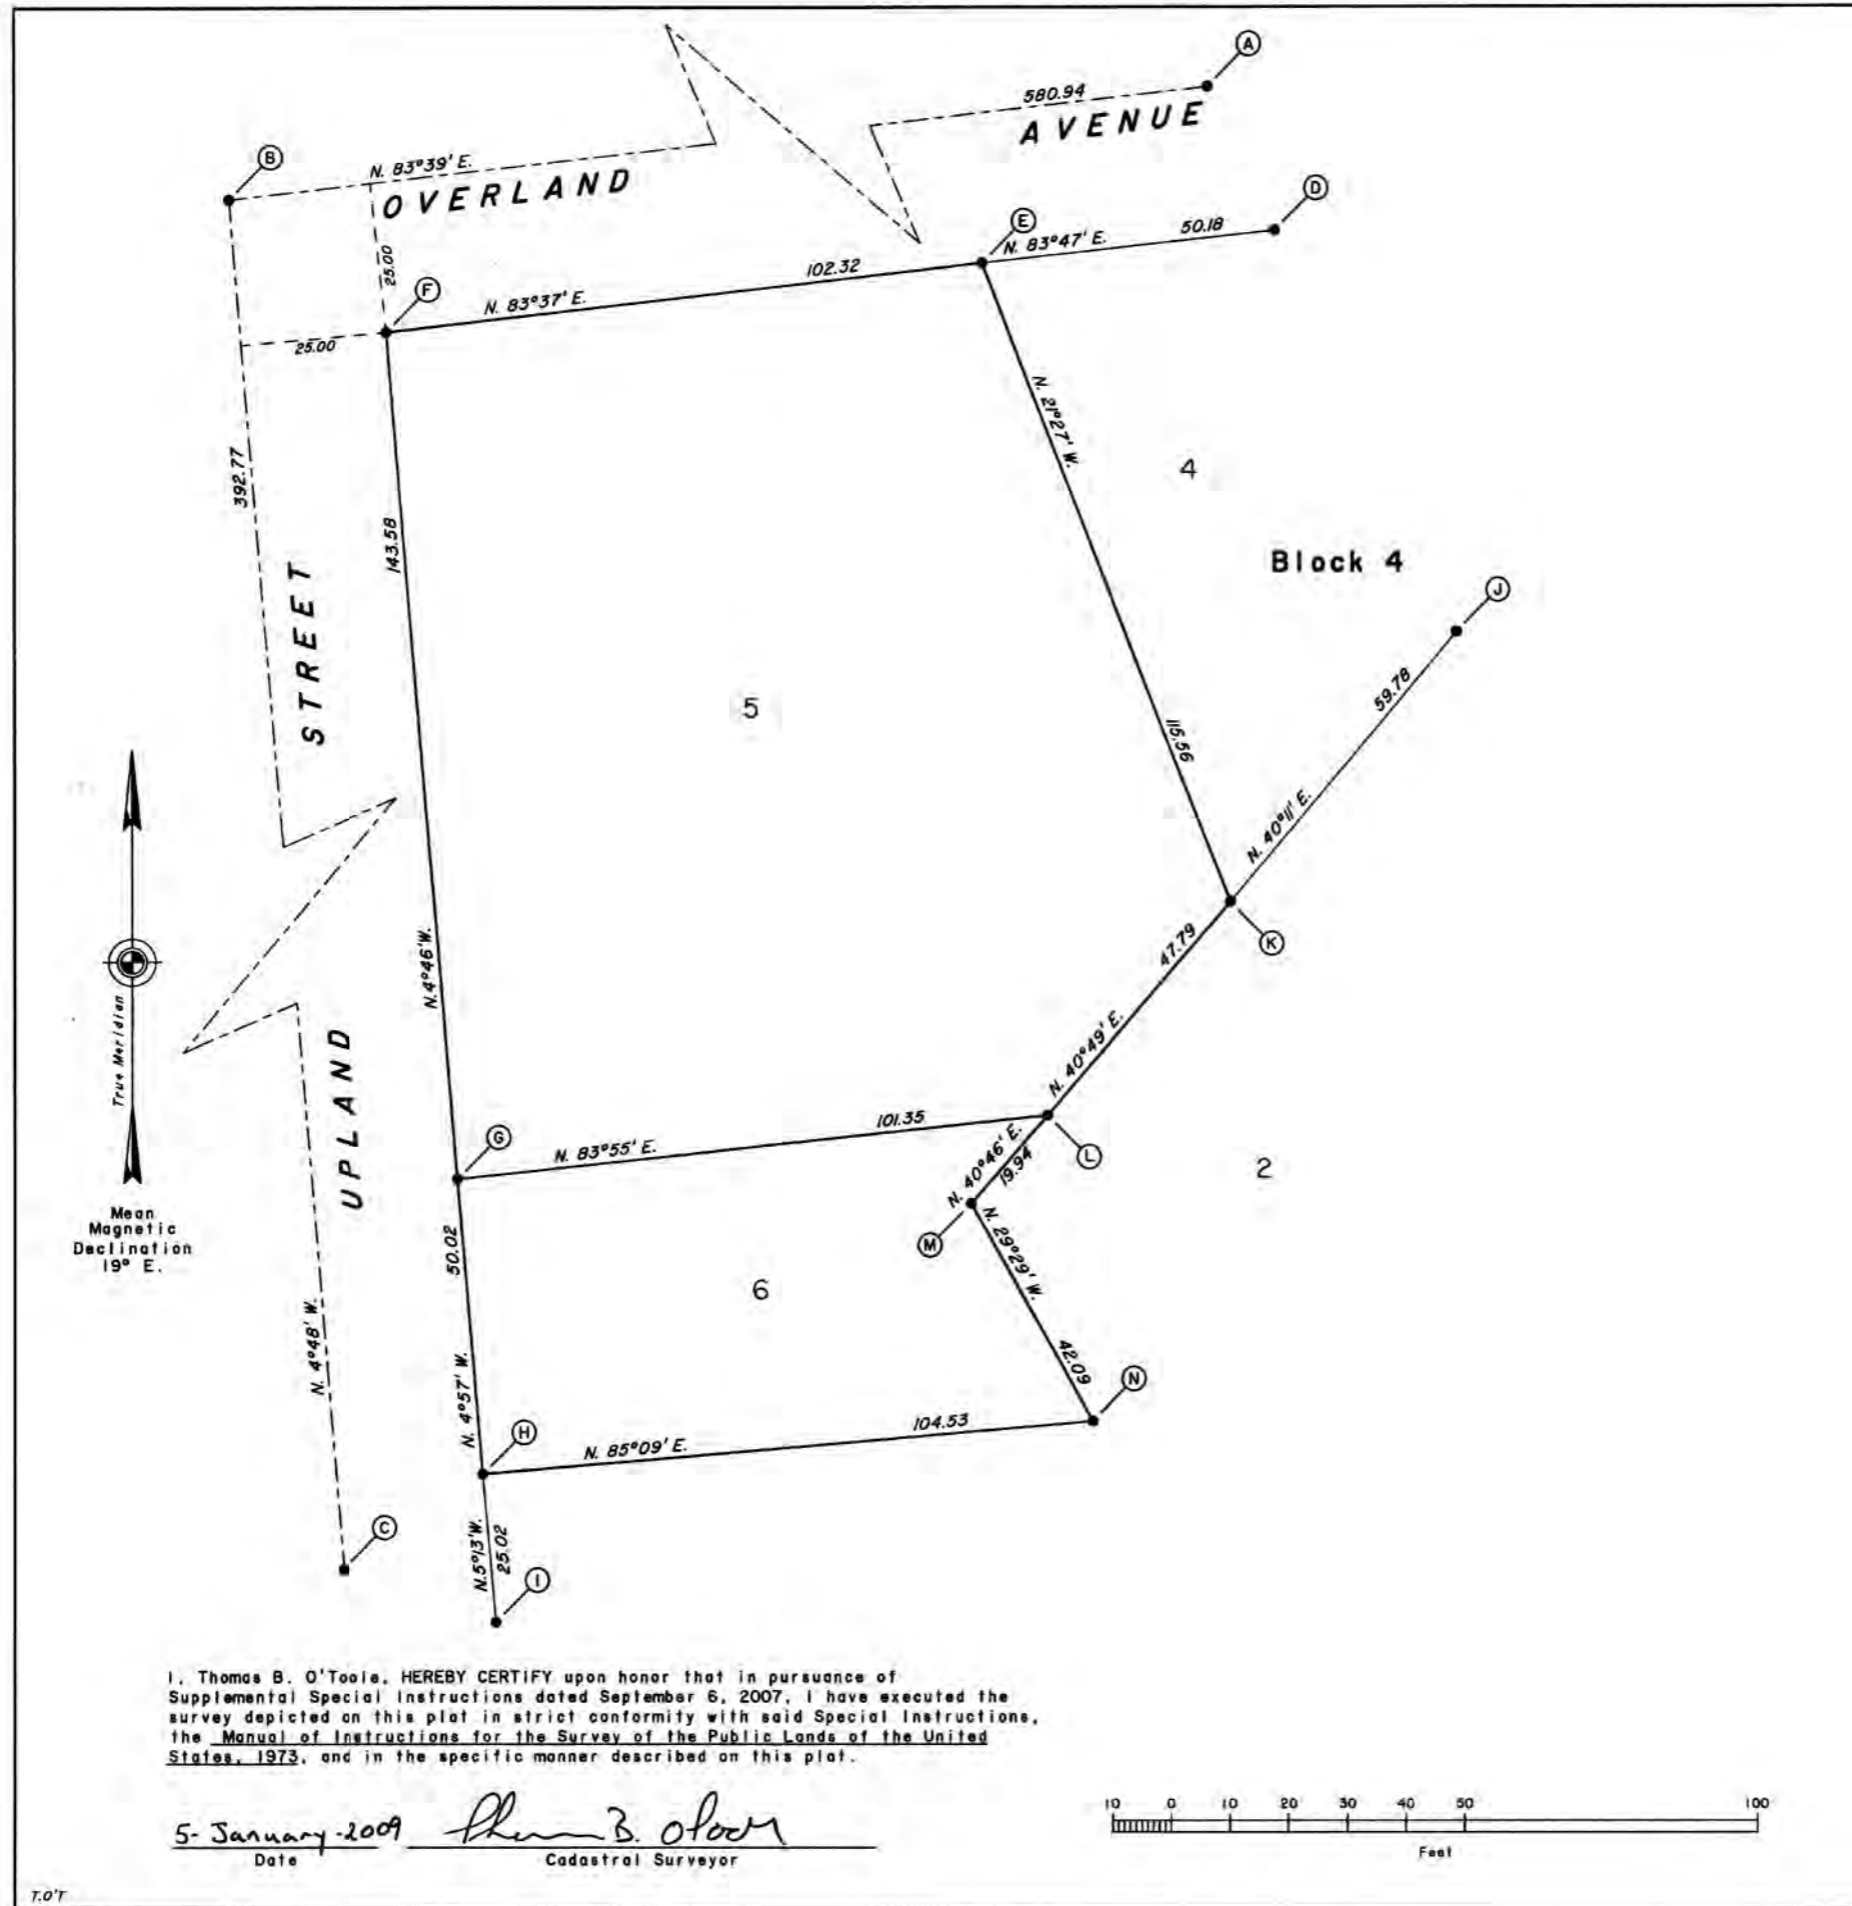 A
580.94
AVENUE
B
N. 83°39' E.
OVERLAND
D
E
N. 83°47' E.
50.18
25.00
F
102.32
N. 83°37' E.
25.00
N. 21°27' W.
4
392.77
143.58
Block 4
J
STREET
59.78
5
115.56
N. 40°11' E.
N. 4°46' W.
47.79
K
True Meridian
N. 40°49' E.
UPLAND
101.35
G
N. 83°55' E.
N. 40°46' E.
19.94
L
2
Mean
Magnetic
Declination
19° E.
M
N. 29°29' W.
50.02
6
N. 4°48' W.
N. 4°57' W.
42.09
N
104.53
H
N. 85°09' E.
C
N. 5°13' W.
25.02
I
I, Thomas B. O'Toole, HEREBY CERTIFY upon honor that in pursuance of
Supplemental Special Instructions dated September 6, 2007, I have executed the
survey depicted on this plat in strict conformity with said Special Instructions,
the Manual of Instructions for the Survey of the Public Lands of the United
States, 1973, and in the specific manner described on this plat.
10 0 10 20 30 40 50 100
Feet
5- January -2009
Date
Cadastral Surveyor
T.O'T